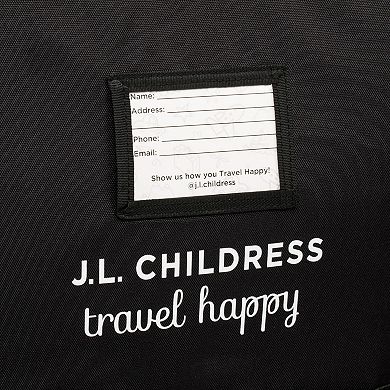 Name:
Address:
Phone:
Email:
Show us how you Travel Happy!
@j.l.childress
J.L. CHILDRESS
travel happy